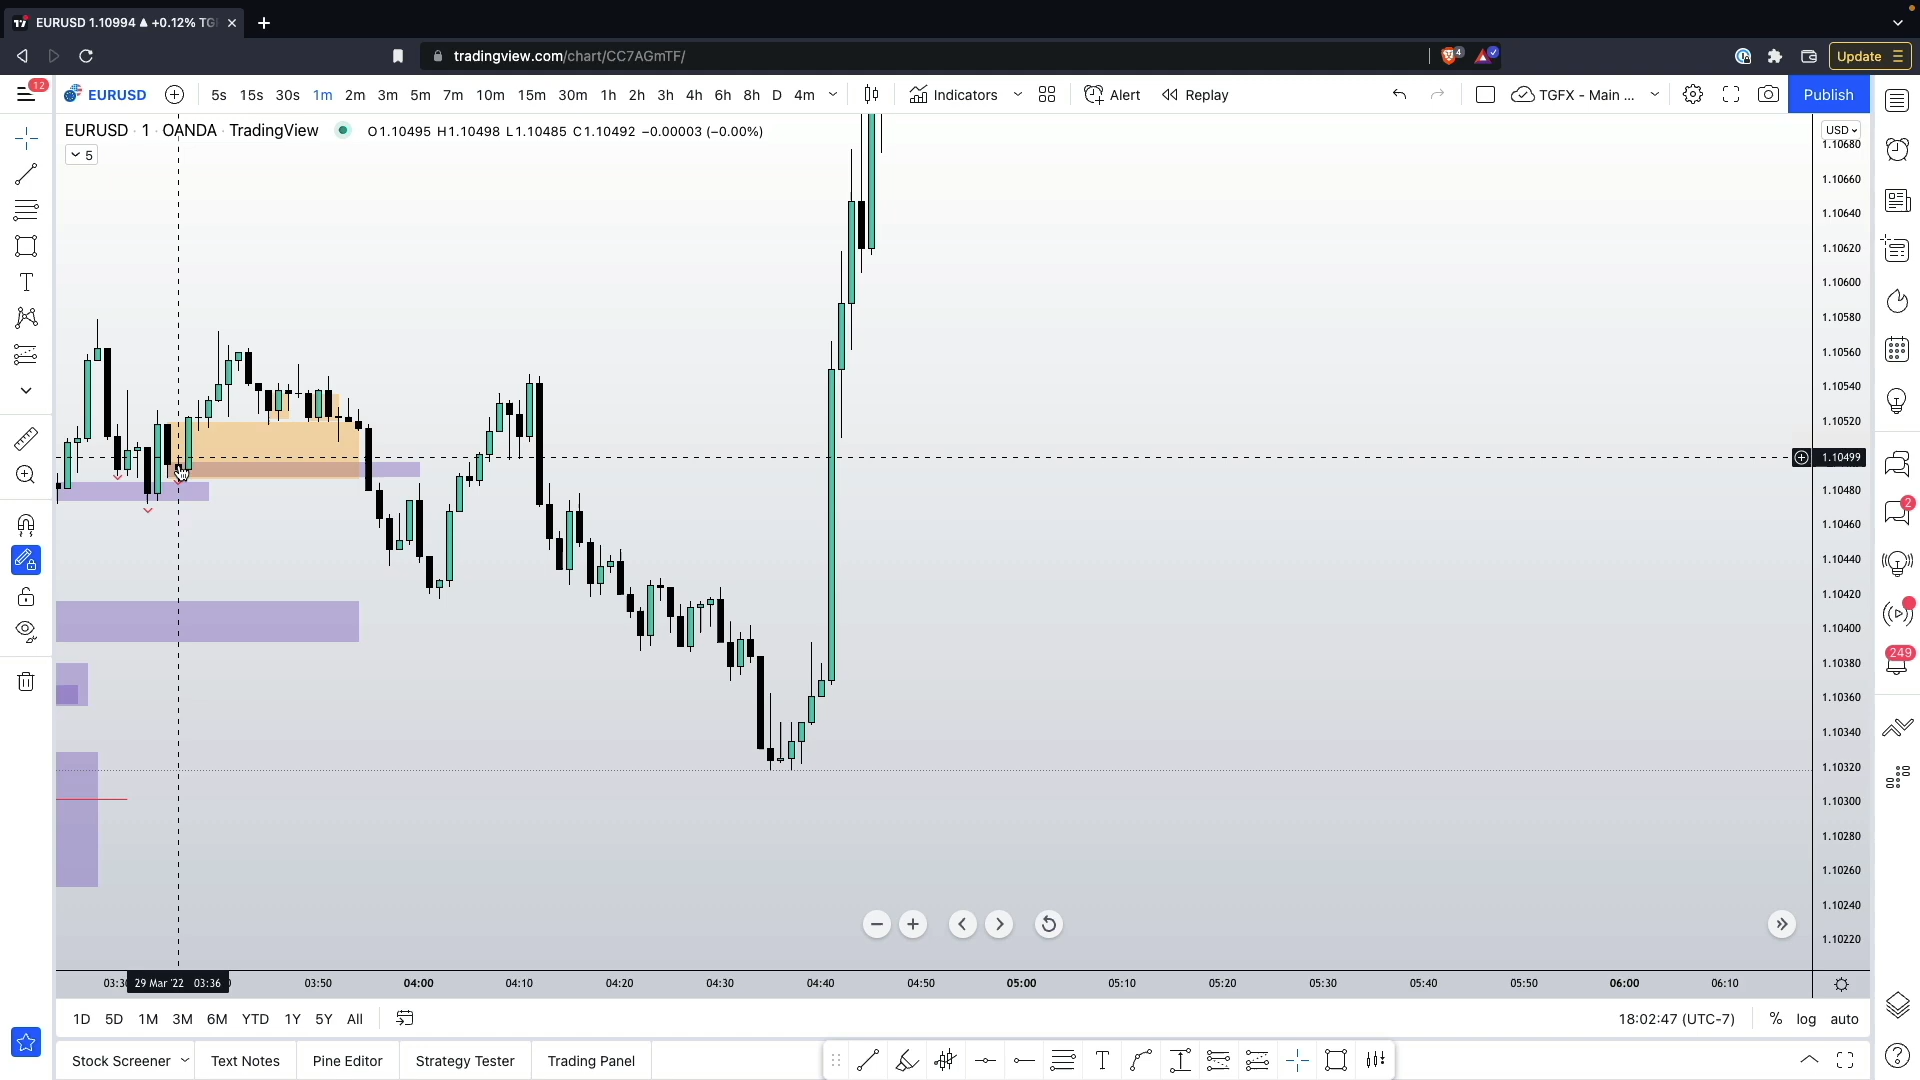 EURUSD 1.10994 ▲ +0.12% TGF
tradingview.com/chart/CC7AGmTF/
4
Update
12
EURUSD
5s 15s 30s 1m 2m 3m 5m 7m 10m 15m 30m 1h 2h 3h 4h 6h 8h D 4m
Indicators
Alert
Replay
TGFX - Main ...
Publish
EURUSD · 1 · OANDA · TradingView
O1.10495 H1.10498 L1.10485 C1.10492 −0.00003 (−0.00%)
5
USD
1.10680
1.10660
1.10640
1.10620
1.10600
1.10580
1.10560
1.10540
1.10520
1.10499
1.10480
1.10460
1.10440
1.10420
1.10400
1.10380
1.10360
1.10340
1.10320
1.10300
1.10280
1.10260
1.10240
1.10220
2
249
03:30
29 Mar '22 03:36
03:50 04:00 04:10 04:20 04:30 04:40 04:50 05:00 05:10 05:20 05:30 05:40 05:50 06:00 06:10
1D 5D 1M 3M 6M YTD 1Y 5Y All
18:02:47 (UTC-7)
% log auto
Stock Screener
Text Notes
Pine Editor
Strategy Tester
Trading Panel